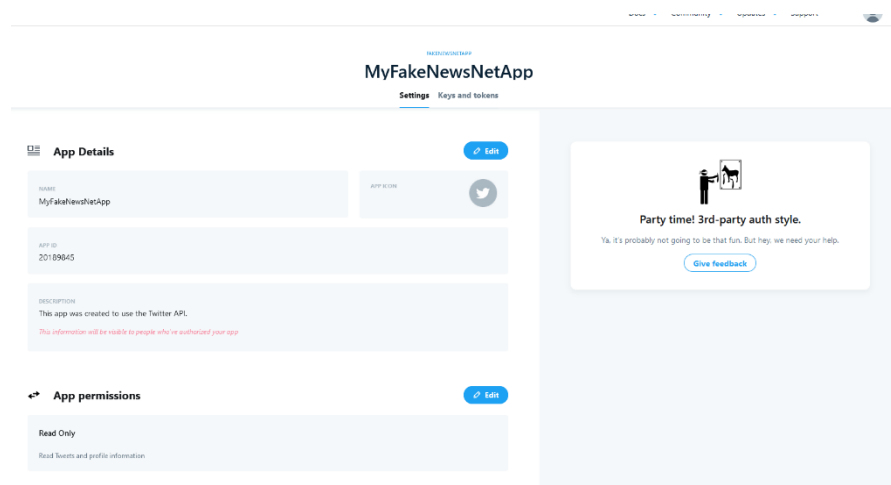 Docs
Community
Updates
Support
FAKENEWSNETAPP
MyFakeNewsNetApp
Settings
Keys and tokens
App Details
Edit
NAME
MyFakeNewsNetApp
APP ICON
APP ID
20189845
DESCRIPTION
This app was created to use the Twitter API.
This information will be visible to people who've authorized your app
App permissions
Edit
Read Only
Read Tweets and profile information
Party time! 3rd-party auth style.
Ya, it's probably not going to be that fun. But hey, we need your help.
Give feedback